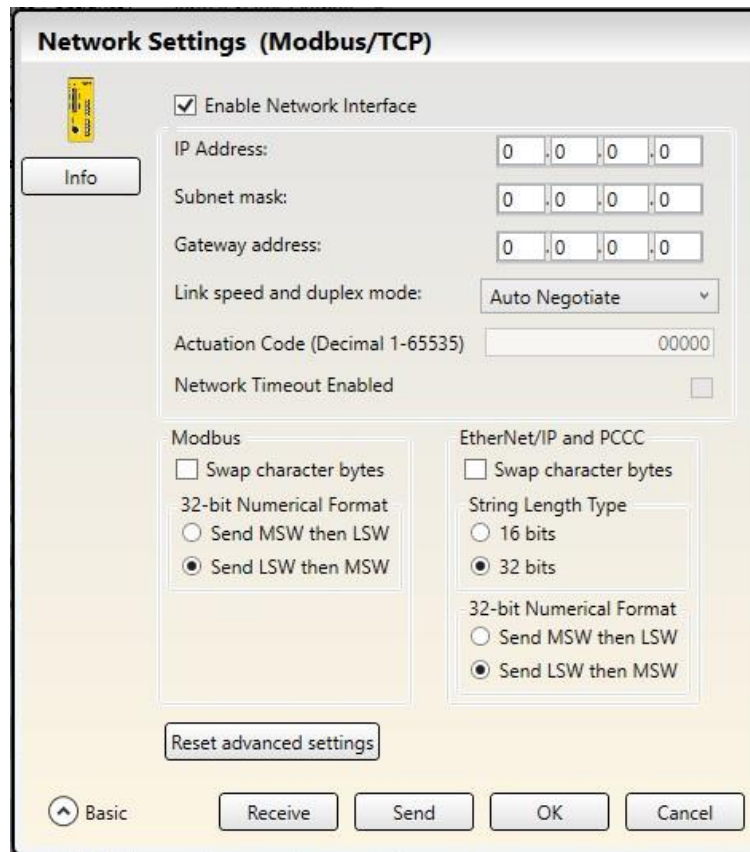 Network Settings (Modbus/TCP)
Enable Network Interface
Info
IP Address: 0 . 0 . 0 . 0
Subnet mask: 0 . 0 . 0 . 0
Gateway address: 0 . 0 . 0 . 0
Link speed and duplex mode: Auto Negotiate
Actuation Code (Decimal 1-65535) 00000
Network Timeout Enabled
Modbus
Swap character bytes
32-bit Numerical Format
Send MSW then LSW
Send LSW then MSW
EtherNet/IP and PCCC
Swap character bytes
String Length Type
16 bits
32 bits
32-bit Numerical Format
Send MSW then LSW
Send LSW then MSW
Reset advanced settings
Basic Receive Send OK Cancel